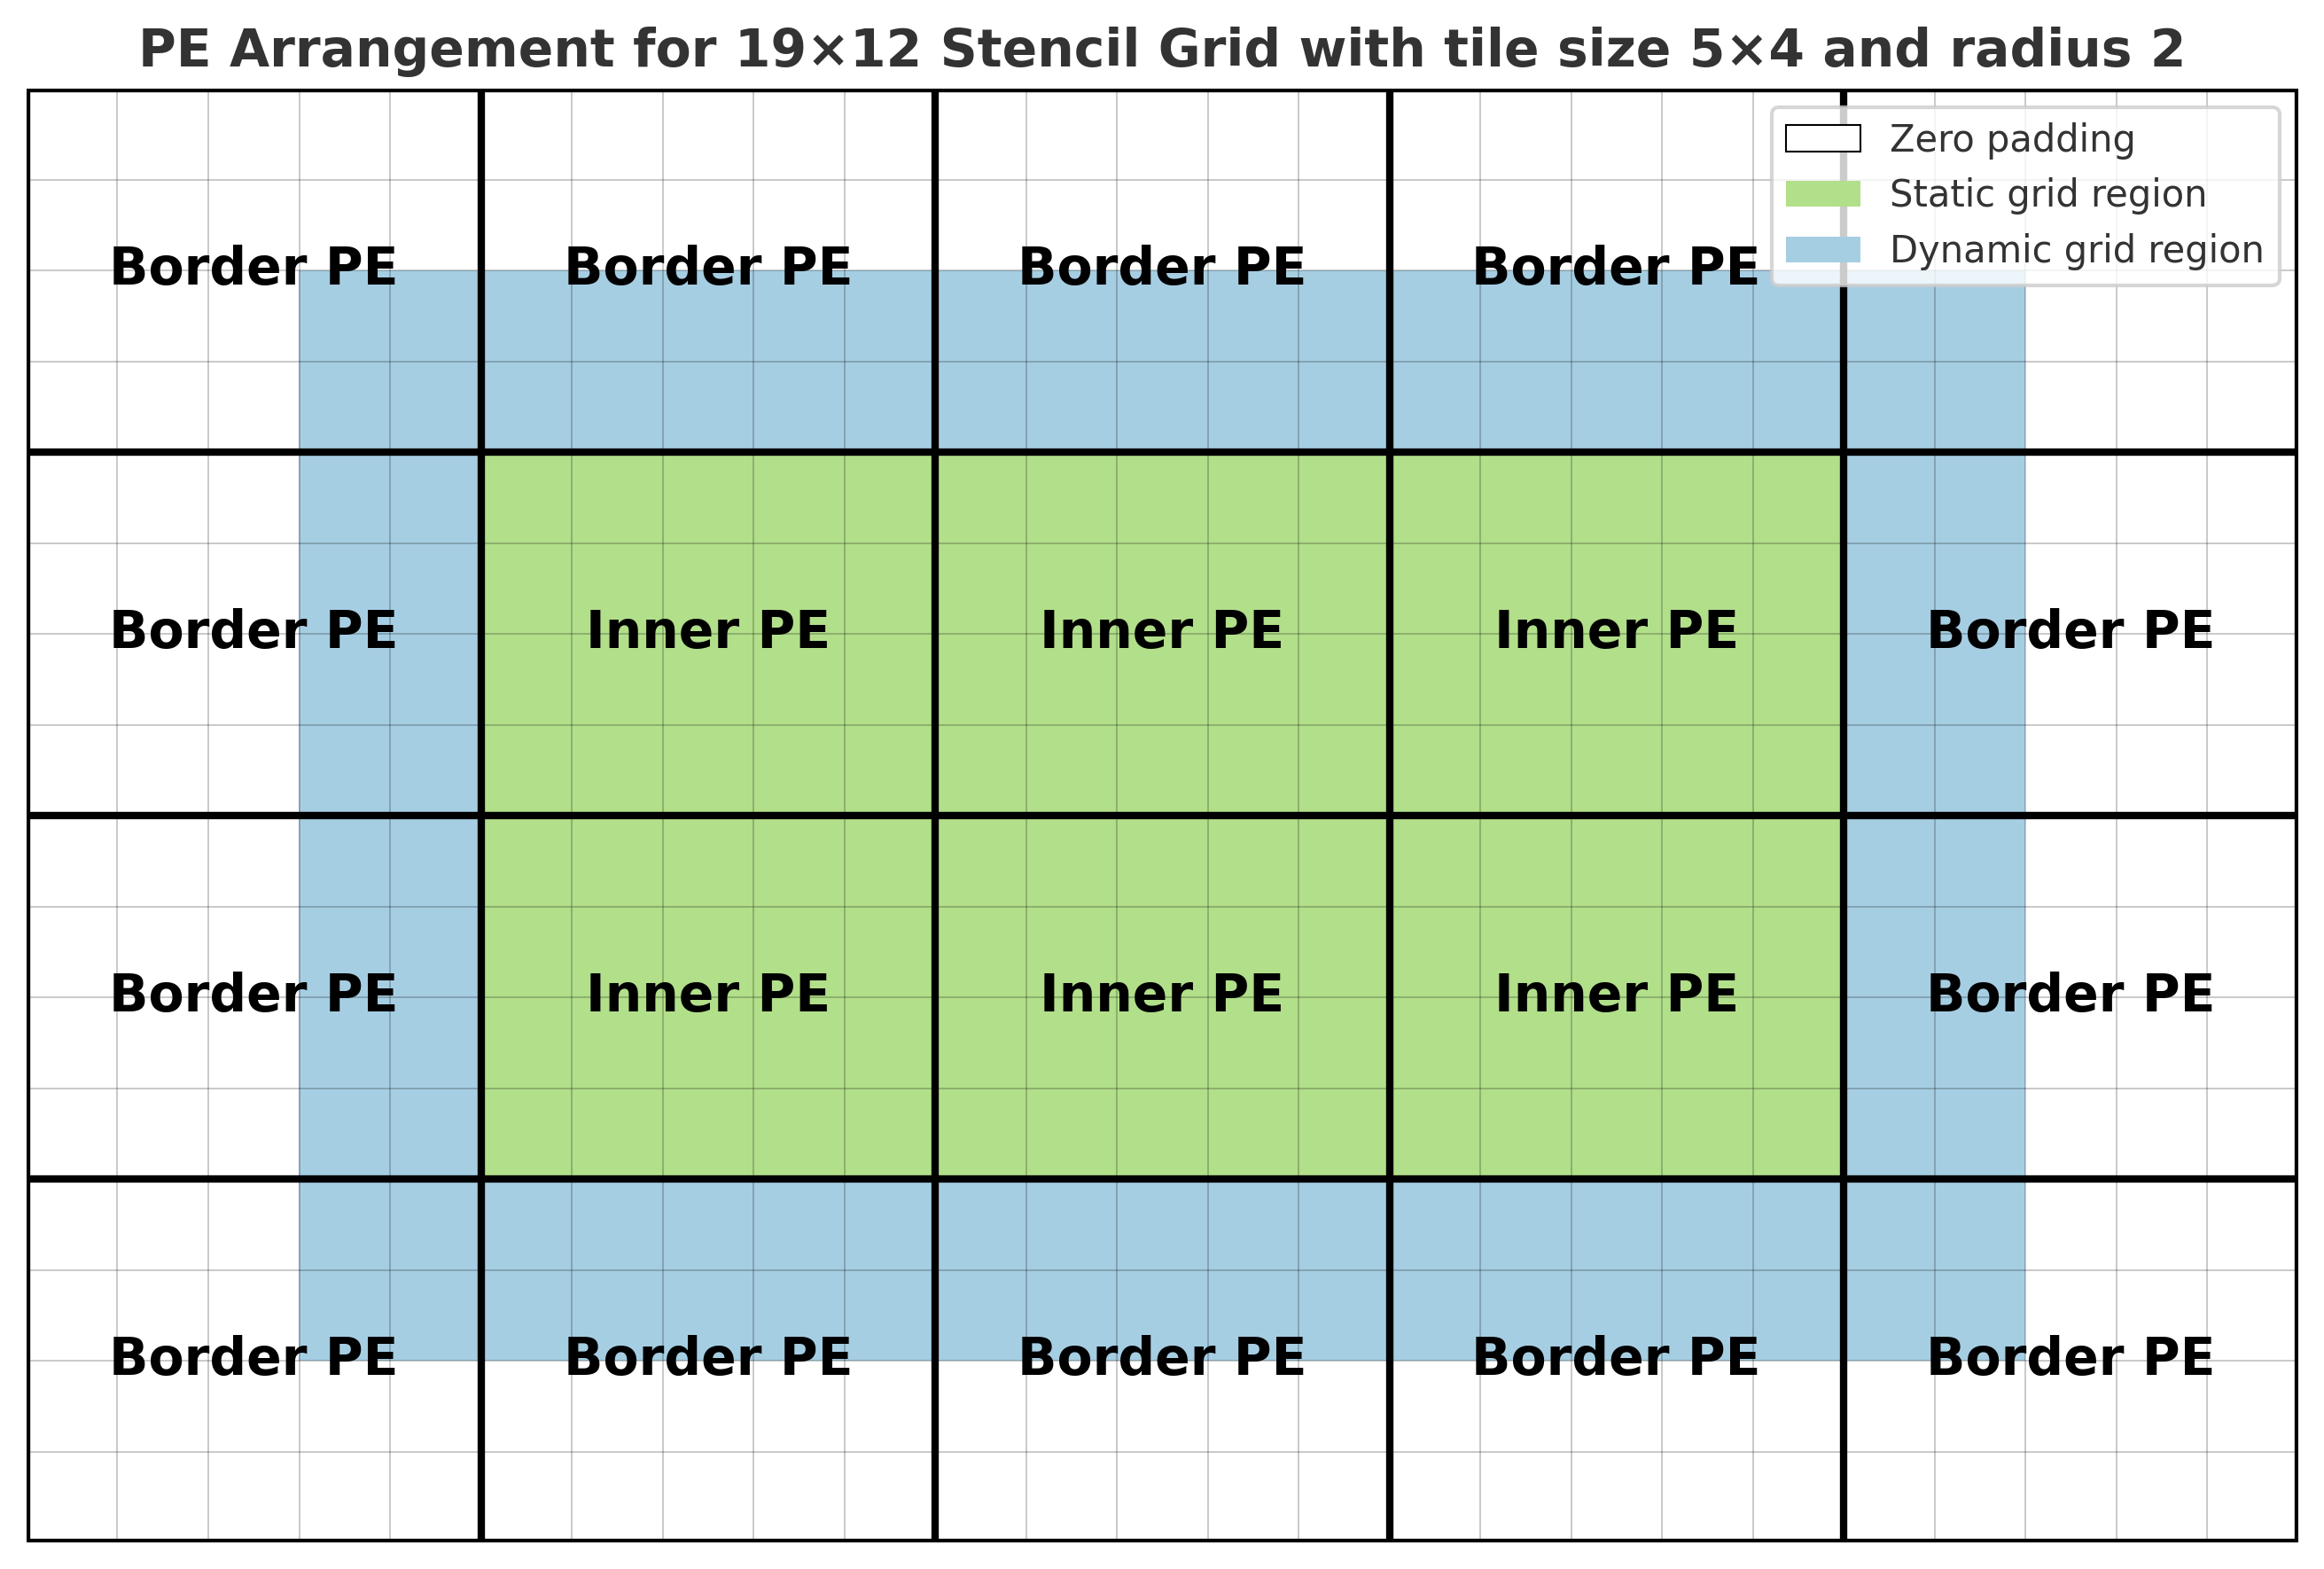 PE Arrangement for 19×12 Stencil Grid with tile size 5×4 and radius 2
Zero padding
Static grid region
Dynamic grid region
Border PE Border PE Border PE Border PE
Border PE Inner PE Inner PE Inner PE Border PE
Border PE Inner PE Inner PE Inner PE Border PE
Border PE Border PE Border PE Border PE Border PE